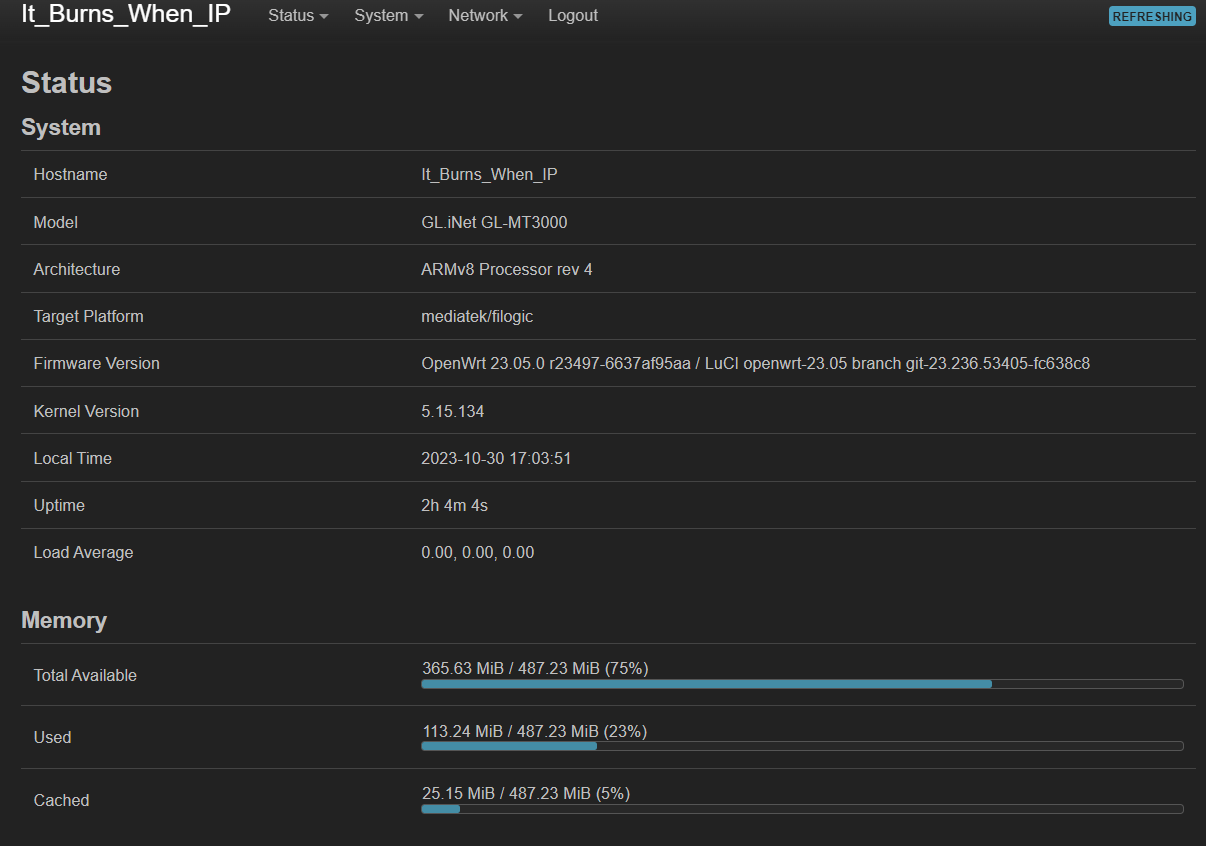 It_Burns_When_IP Status System Network Logout REFRESHING
Status
System
Hostname It_Burns_When_IP
Model GL.iNet GL-MT3000
Architecture ARMv8 Processor rev 4
Target Platform mediatek/filogic
Firmware Version OpenWrt 23.05.0 r23497-6637af95aa / LuCI openwrt-23.05 branch git-23.236.53405-fc638c8
Kernel Version 5.15.134
Local Time 2023-10-30 17:03:51
Uptime 2h 4m 4s
Load Average 0.00, 0.00, 0.00
Memory
Total Available 365.63 MiB / 487.23 MiB (75%)
Used 113.24 MiB / 487.23 MiB (23%)
Cached 25.15 MiB / 487.23 MiB (5%)